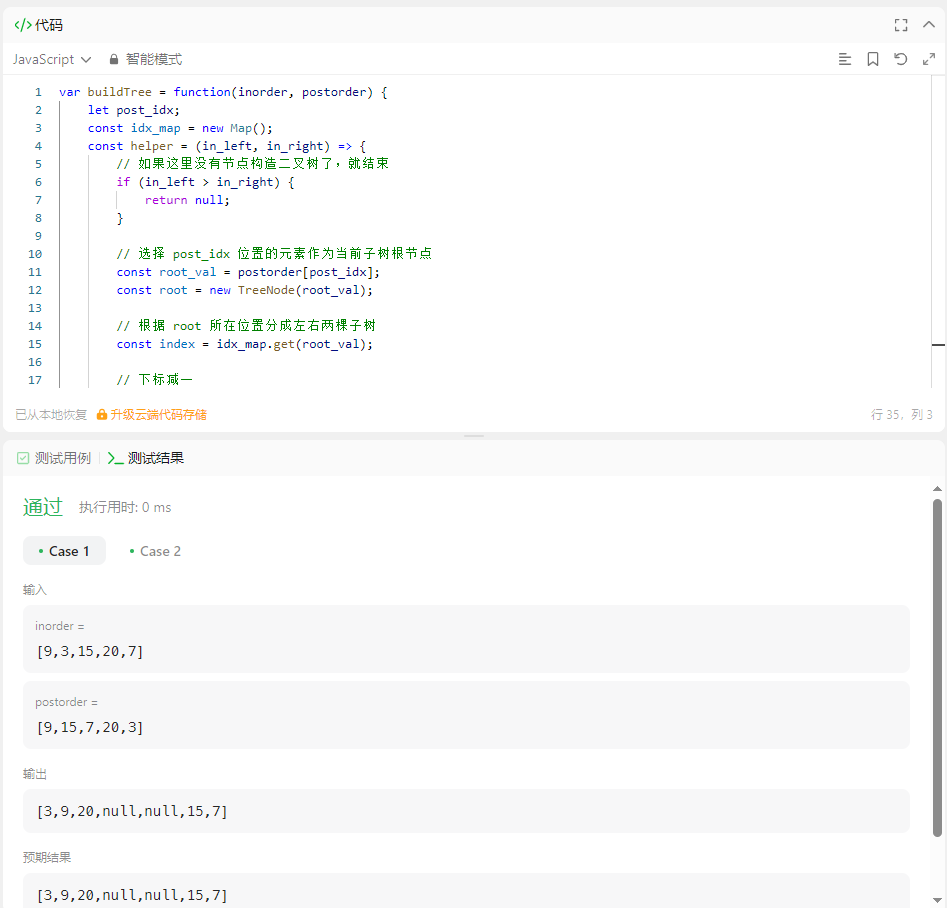 </> 代码
JavaScript 智能模式
1 var buildTree = function(inorder, postorder) {
2 let post_idx;
3 const idx_map = new Map();
4 const helper = (in_left, in_right) => {
5 // 如果这里没有节点构造二叉树了，就结束
6 if (in_left > in_right) {
7 return null;
8 }
9
10 // 选择 post_idx 位置的元素作为当前子树根节点
11 const root_val = postorder[post_idx];
12 const root = new TreeNode(root_val);
13
14 // 根据 root 所在位置分成左右两棵子树
15 const index = idx_map.get(root_val);
16
17 // 下标减一
已从本地恢复 升级云端代码存储 行 35，列 3
测试用例 >_ 测试结果
通过 执行用时: 0 ms
• Case 1 • Case 2
输入
inorder =
[9,3,15,20,7]
postorder =
[9,15,7,20,3]
输出
[3,9,20,null,null,15,7]
预期结果
[3,9,20,null,null,15,7]